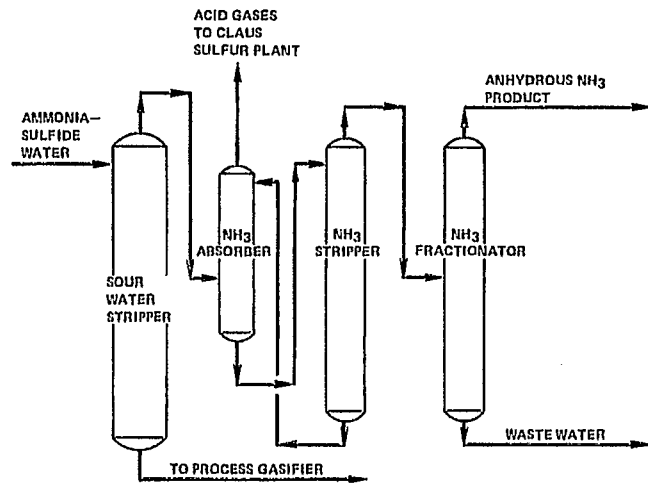 ACID GASES
TO CLAUS
SULFUR PLANT
ANHYDROUS NH3
PRODUCT
AMMONIA–
SULFIDE
WATER
NH3
ABSORBER
NH3
STRIPPER
NH3
FRACTIONATOR
SOUR
WATER
STRIPPER
WASTE WATER
TO PROCESS GASIFIER